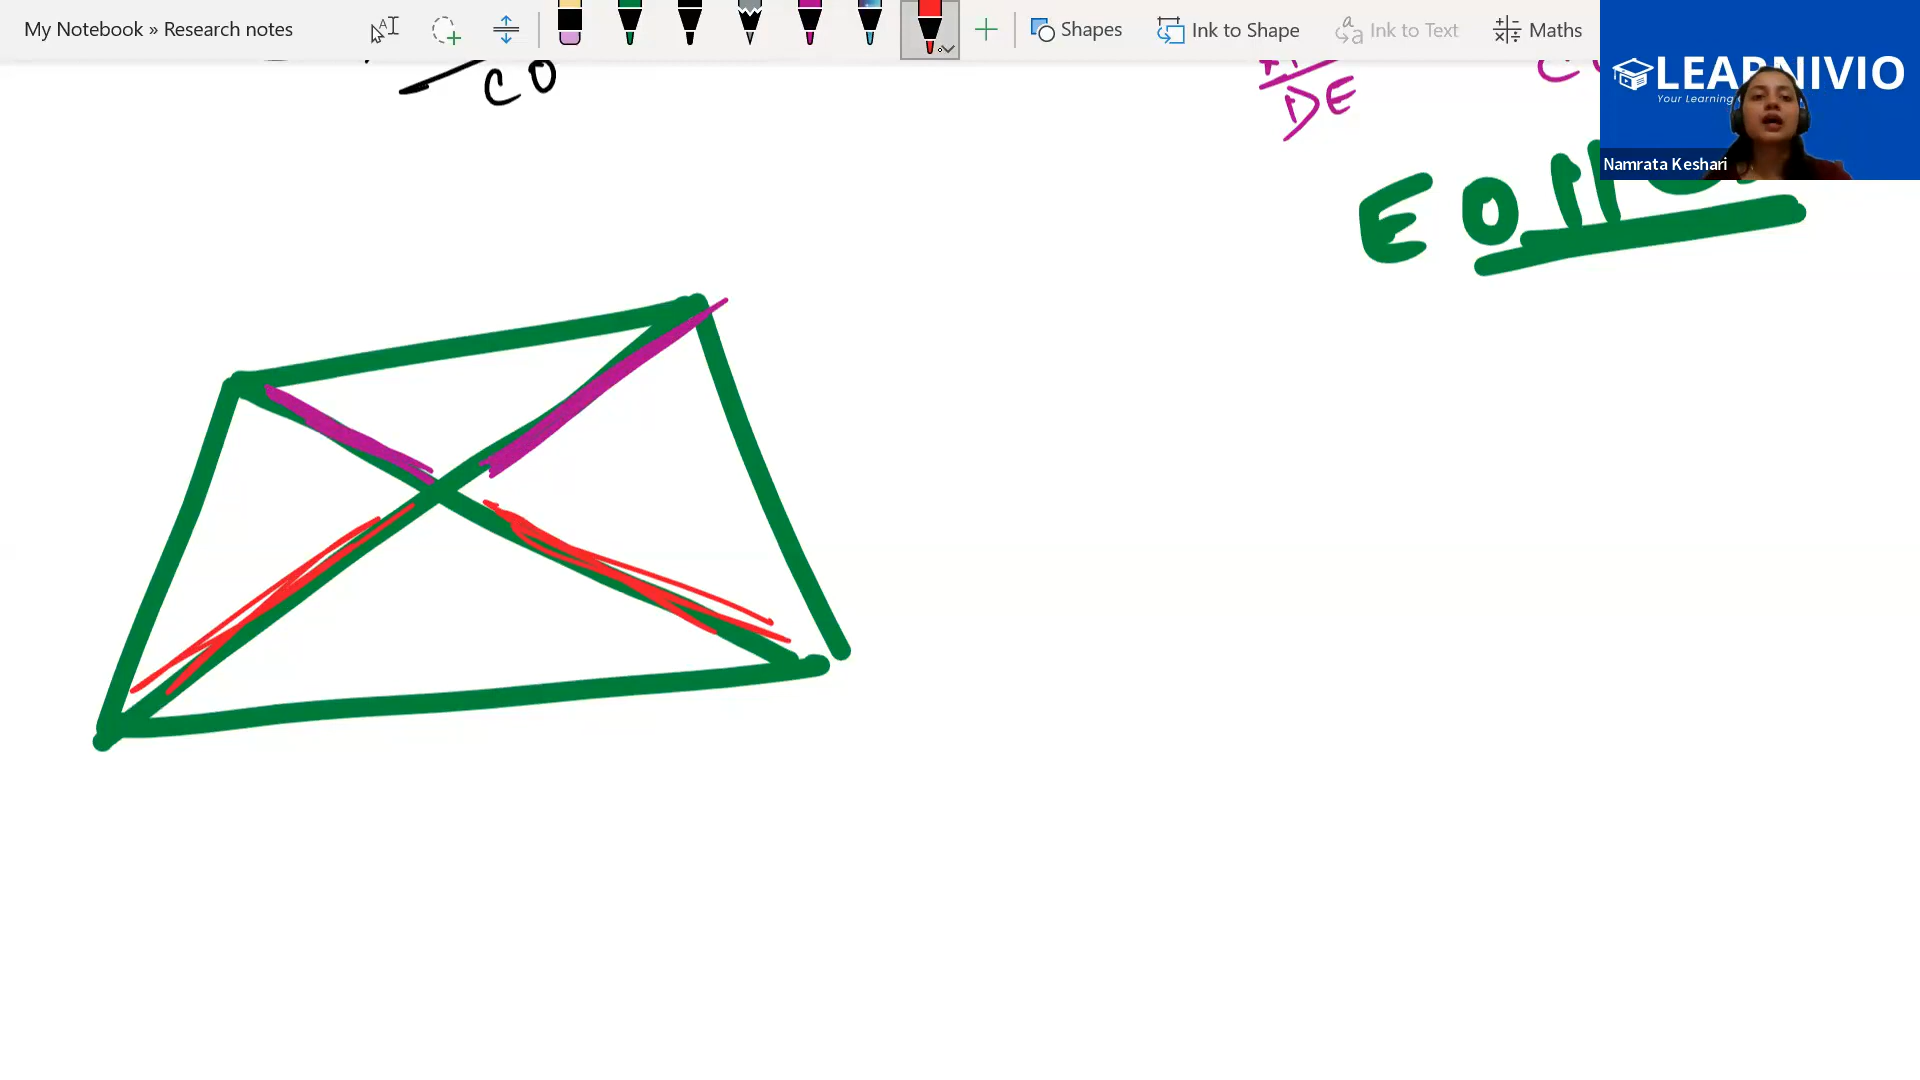 My Notebook » Research notes
Shapes
Ink to Shape
Ink to Text
Maths
LEARNIVIO
Your Learning
Namrata Keshari
CO
DE
EO ||